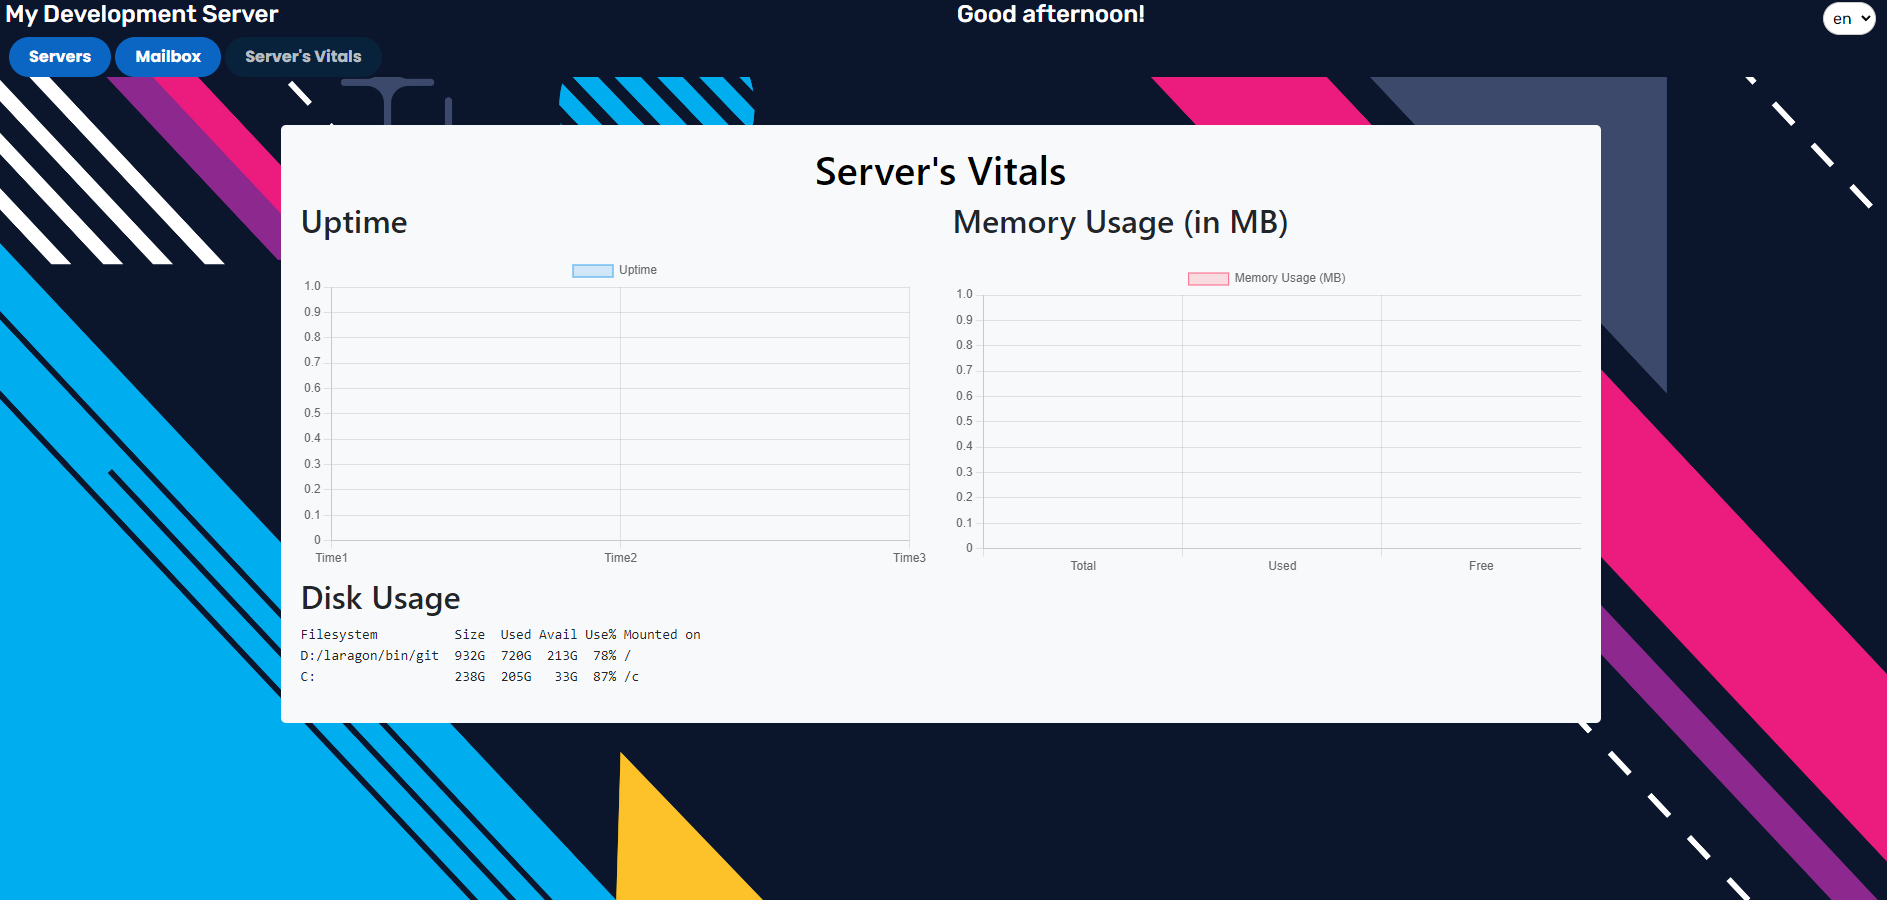 My Development Server
Good afternoon!
en
Servers
Mailbox
Server's Vitals
Server's Vitals
Uptime
Uptime
1.0
0.9
0.8
0.7
0.6
0.5
0.4
0.3
0.2
0.1
0
Time1 Time2 Time3
Memory Usage (in MB)
Memory Usage (MB)
1.0
0.9
0.8
0.7
0.6
0.5
0.4
0.3
0.2
0.1
0
Total Used Free
Disk Usage
Filesystem Size Used Avail Use% Mounted on
D:/laragon/bin/git 932G 720G 213G 78% /
C: 238G 205G 33G 87% /c